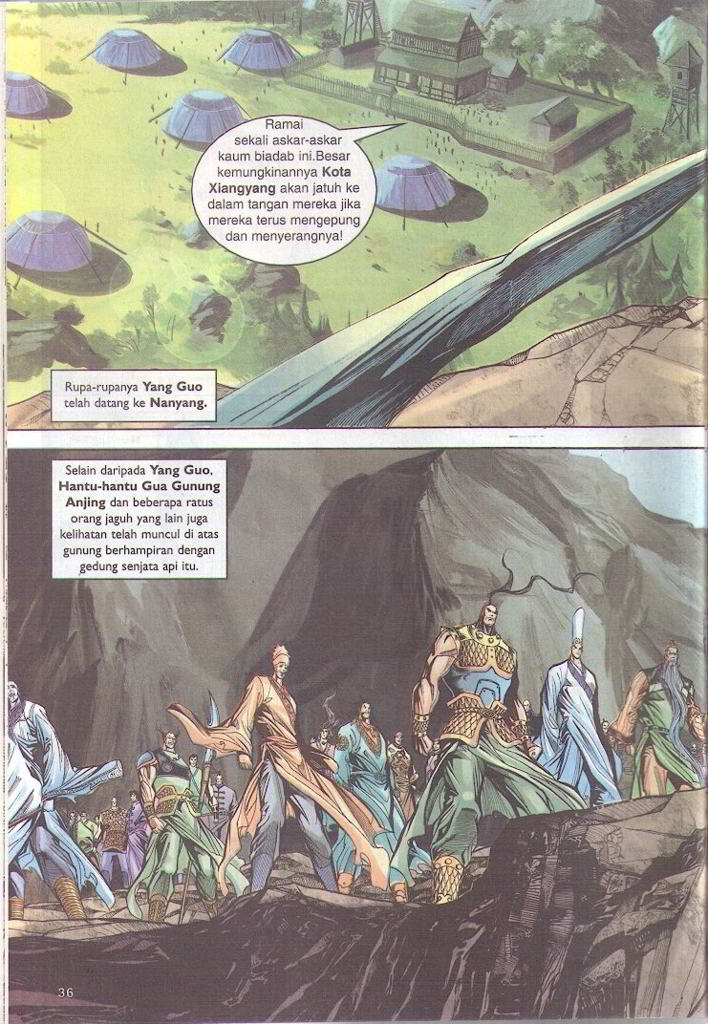 Ramai
sekali askar-askar
kaum biadab ini.Besar
kemungkinannya Kota
Xiangyang akan jatuh ke
dalam tangan mereka jika
mereka terus mengepung
dan menyerangnya!
Rupa-rupanya Yang Guo
telah datang ke Nanyang.
Selain daripada Yang Guo,
Hantu-hantu Gua Gunung
Anjing dan beberapa ratus
orang jaguh yang lain juga
kelihatan telah muncul di atas
gunung berhampiran dengan
gedung senjata api itu.
36